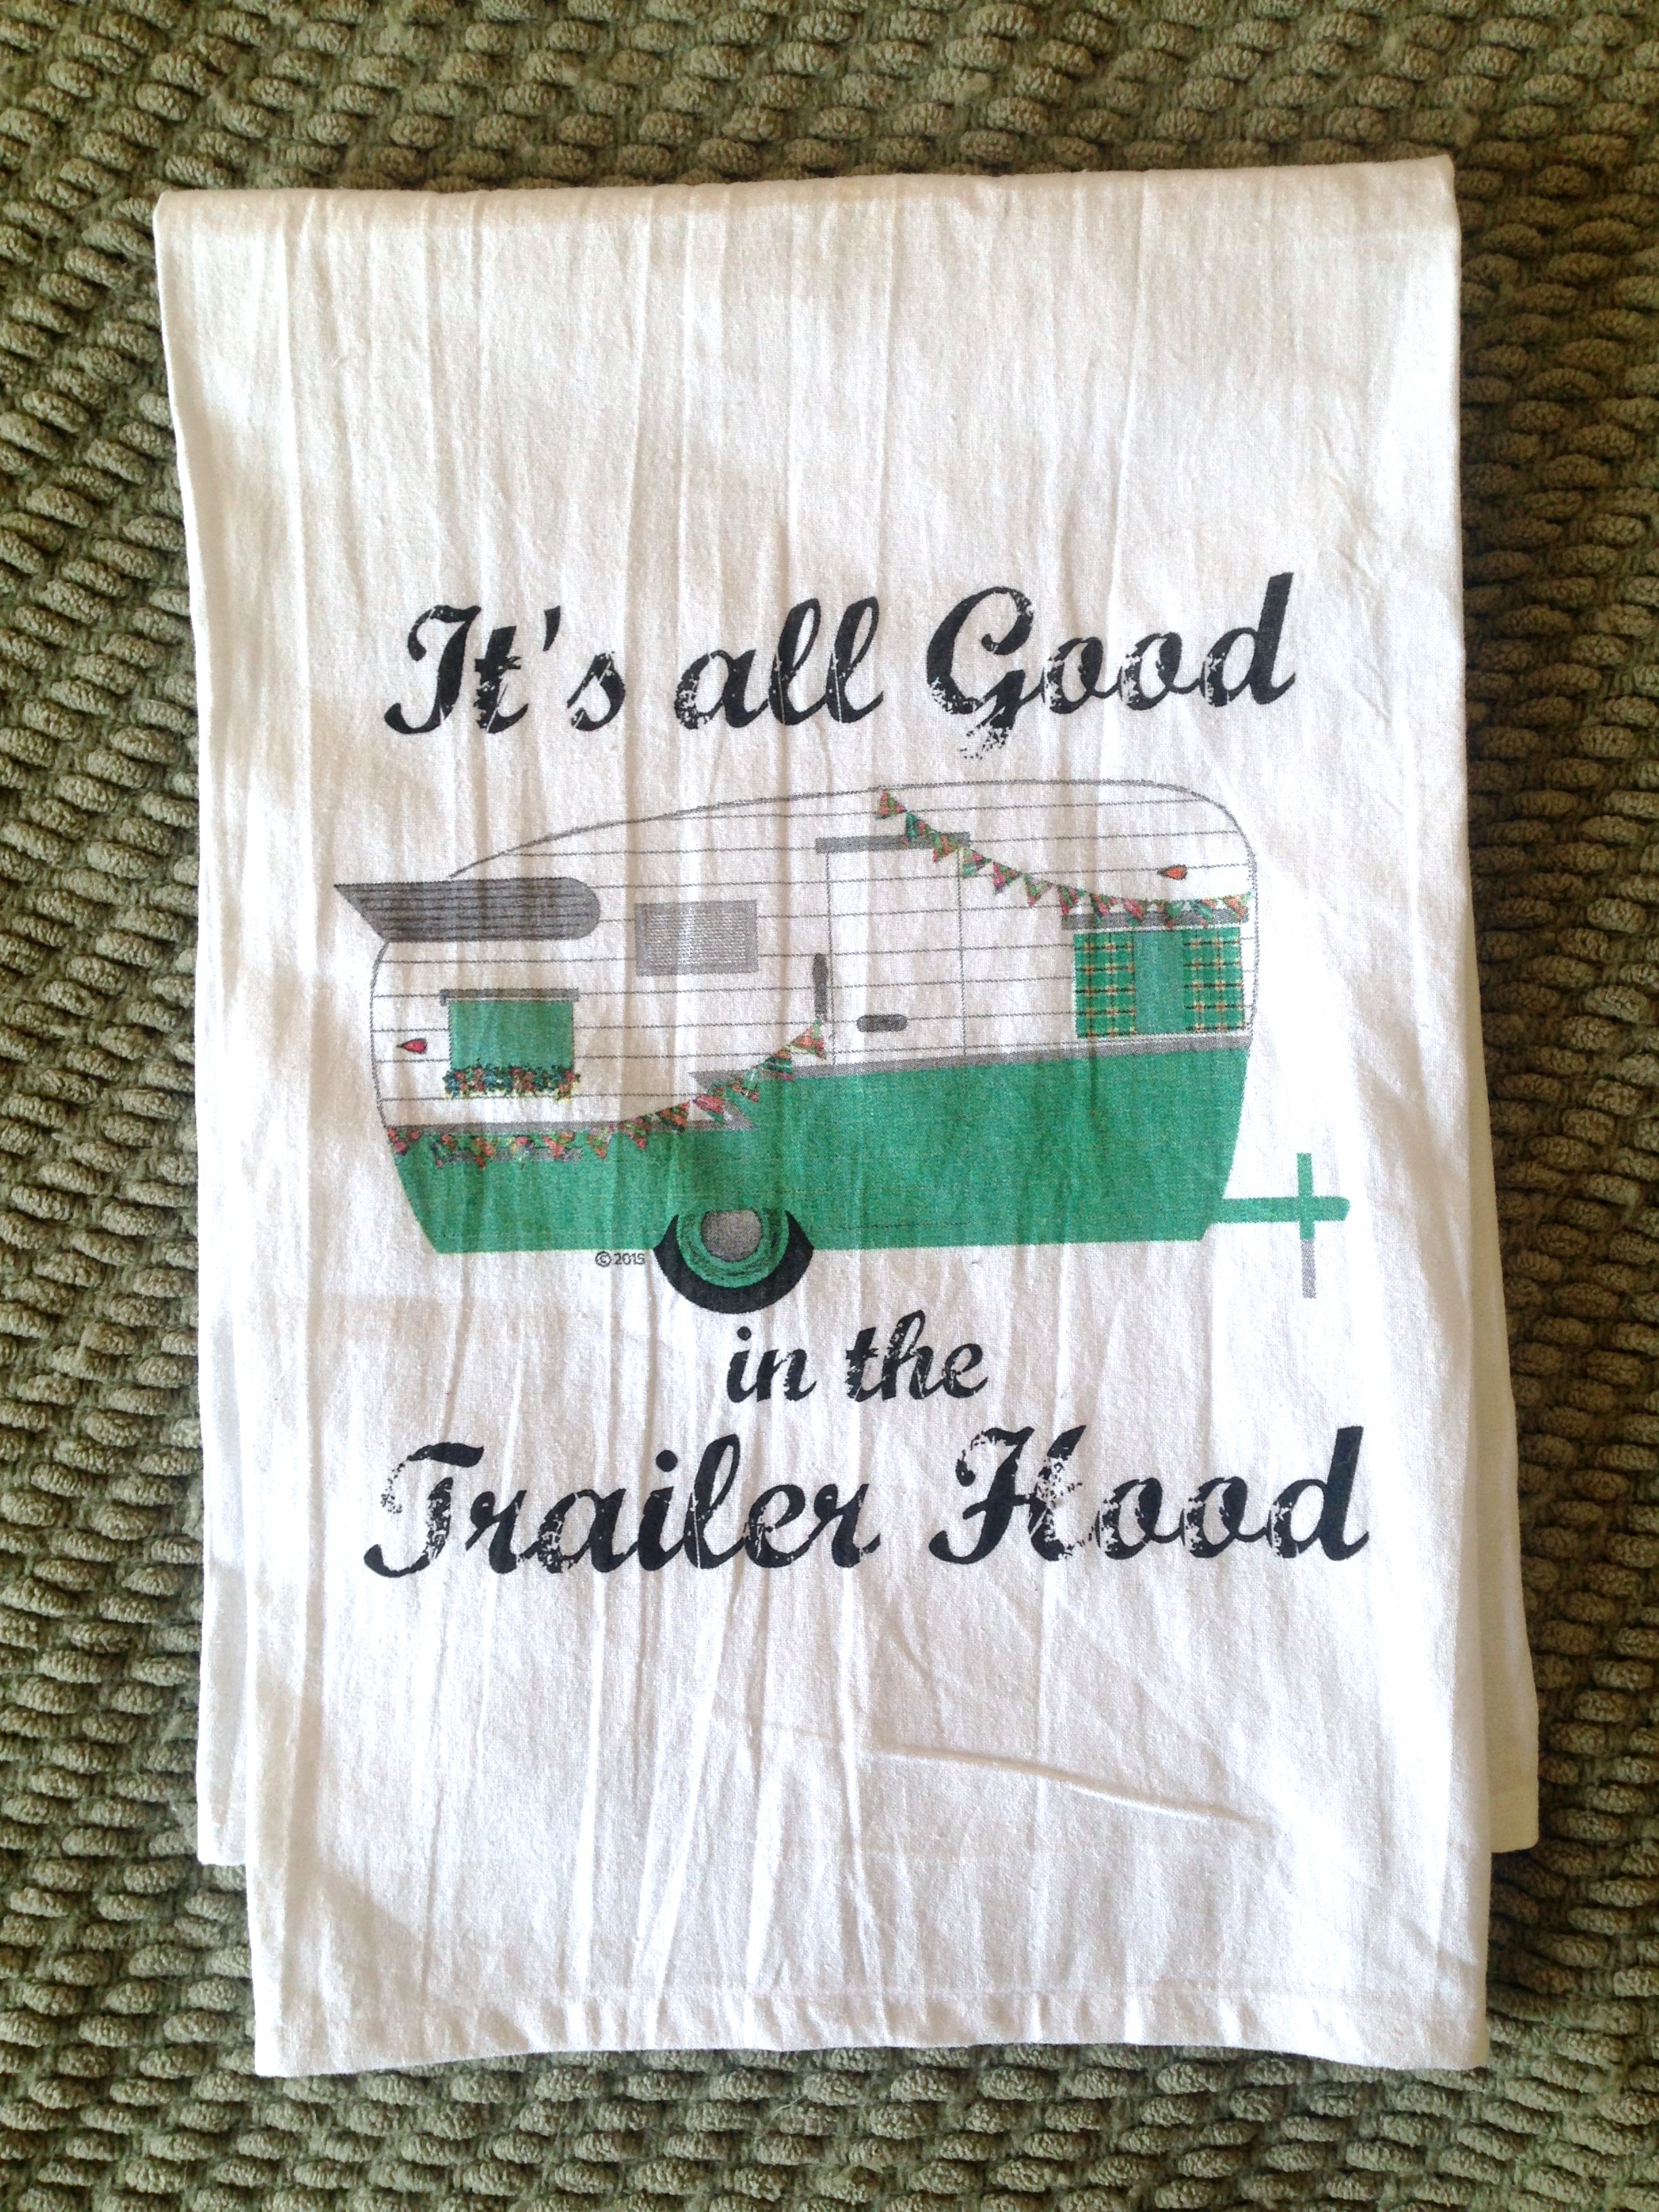 It's all Good
© 2015
in the
Trailer Hood